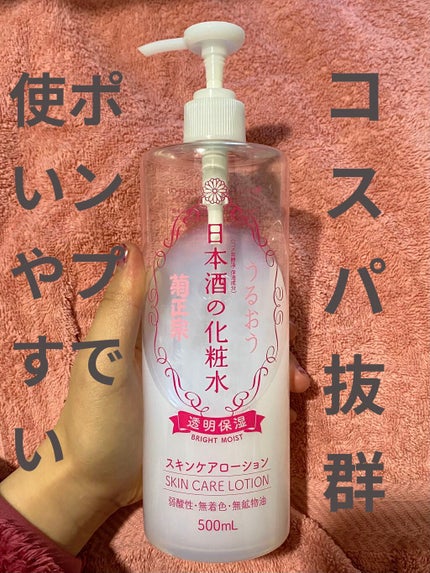 コスパ抜群
ポンプで
使いやすい
うるおう
日本酒の化粧水
菊正宗
透明保湿
BRIGHT MOIST
スキンケアローション
SKIN CARE LOTION
弱酸性・無着色・無鉱物油
500mL